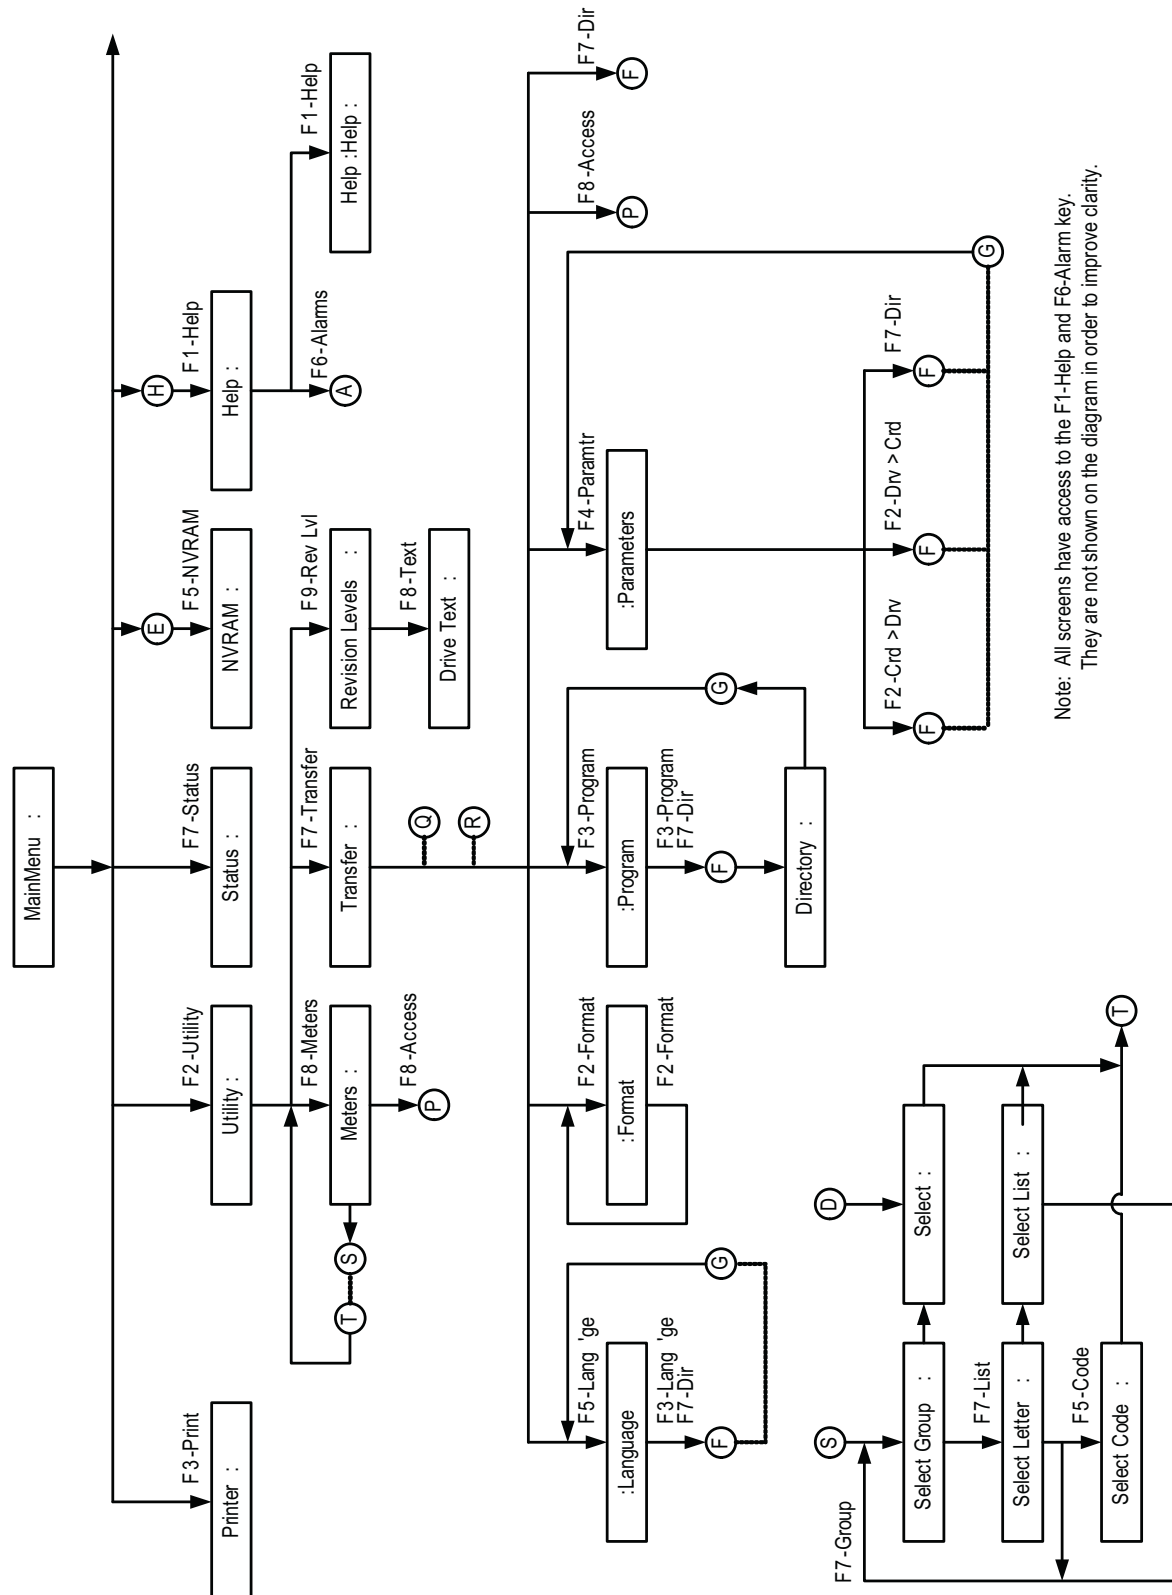 MainMenu :
F3-Print
F2-Utility
F7-Status
F5-NVRAM
F1-Help
E
H
Printer :
Utility :
Status :
NVRAM :
Help :
F8-Meters
F7-Transfer
F9-Rev Lvl
F6-Alarms
F1-Help
T
S
Meters :
Transfer :
Revision Levels :
A
Help :Help :
F8-Access
P
Q
R
F8-Text
Drive Text :
F5-Lang 'ge
F2-Format
F3-Program
F4-Paramtr
F8-Access
F7-Dir
P
F
:Language
:Format
:Program
:Parameters
F3-Lang 'ge
F7-Dir
F2-Format
F3-Program
F7-Dir
F
G
F
G
Directory :
F2-Crd > Drv
F2-Drv > Crd
F7-Dir
F
F
F
G
S
D
F7-Group
Select Group :
Select :
F7-List
Select Letter :
Select List :
F5-Code
Select Code :
T
Note: All screens have access to the F1-Help and F6-Alarm key.
They are not shown on the diagram in order to improve clarity.